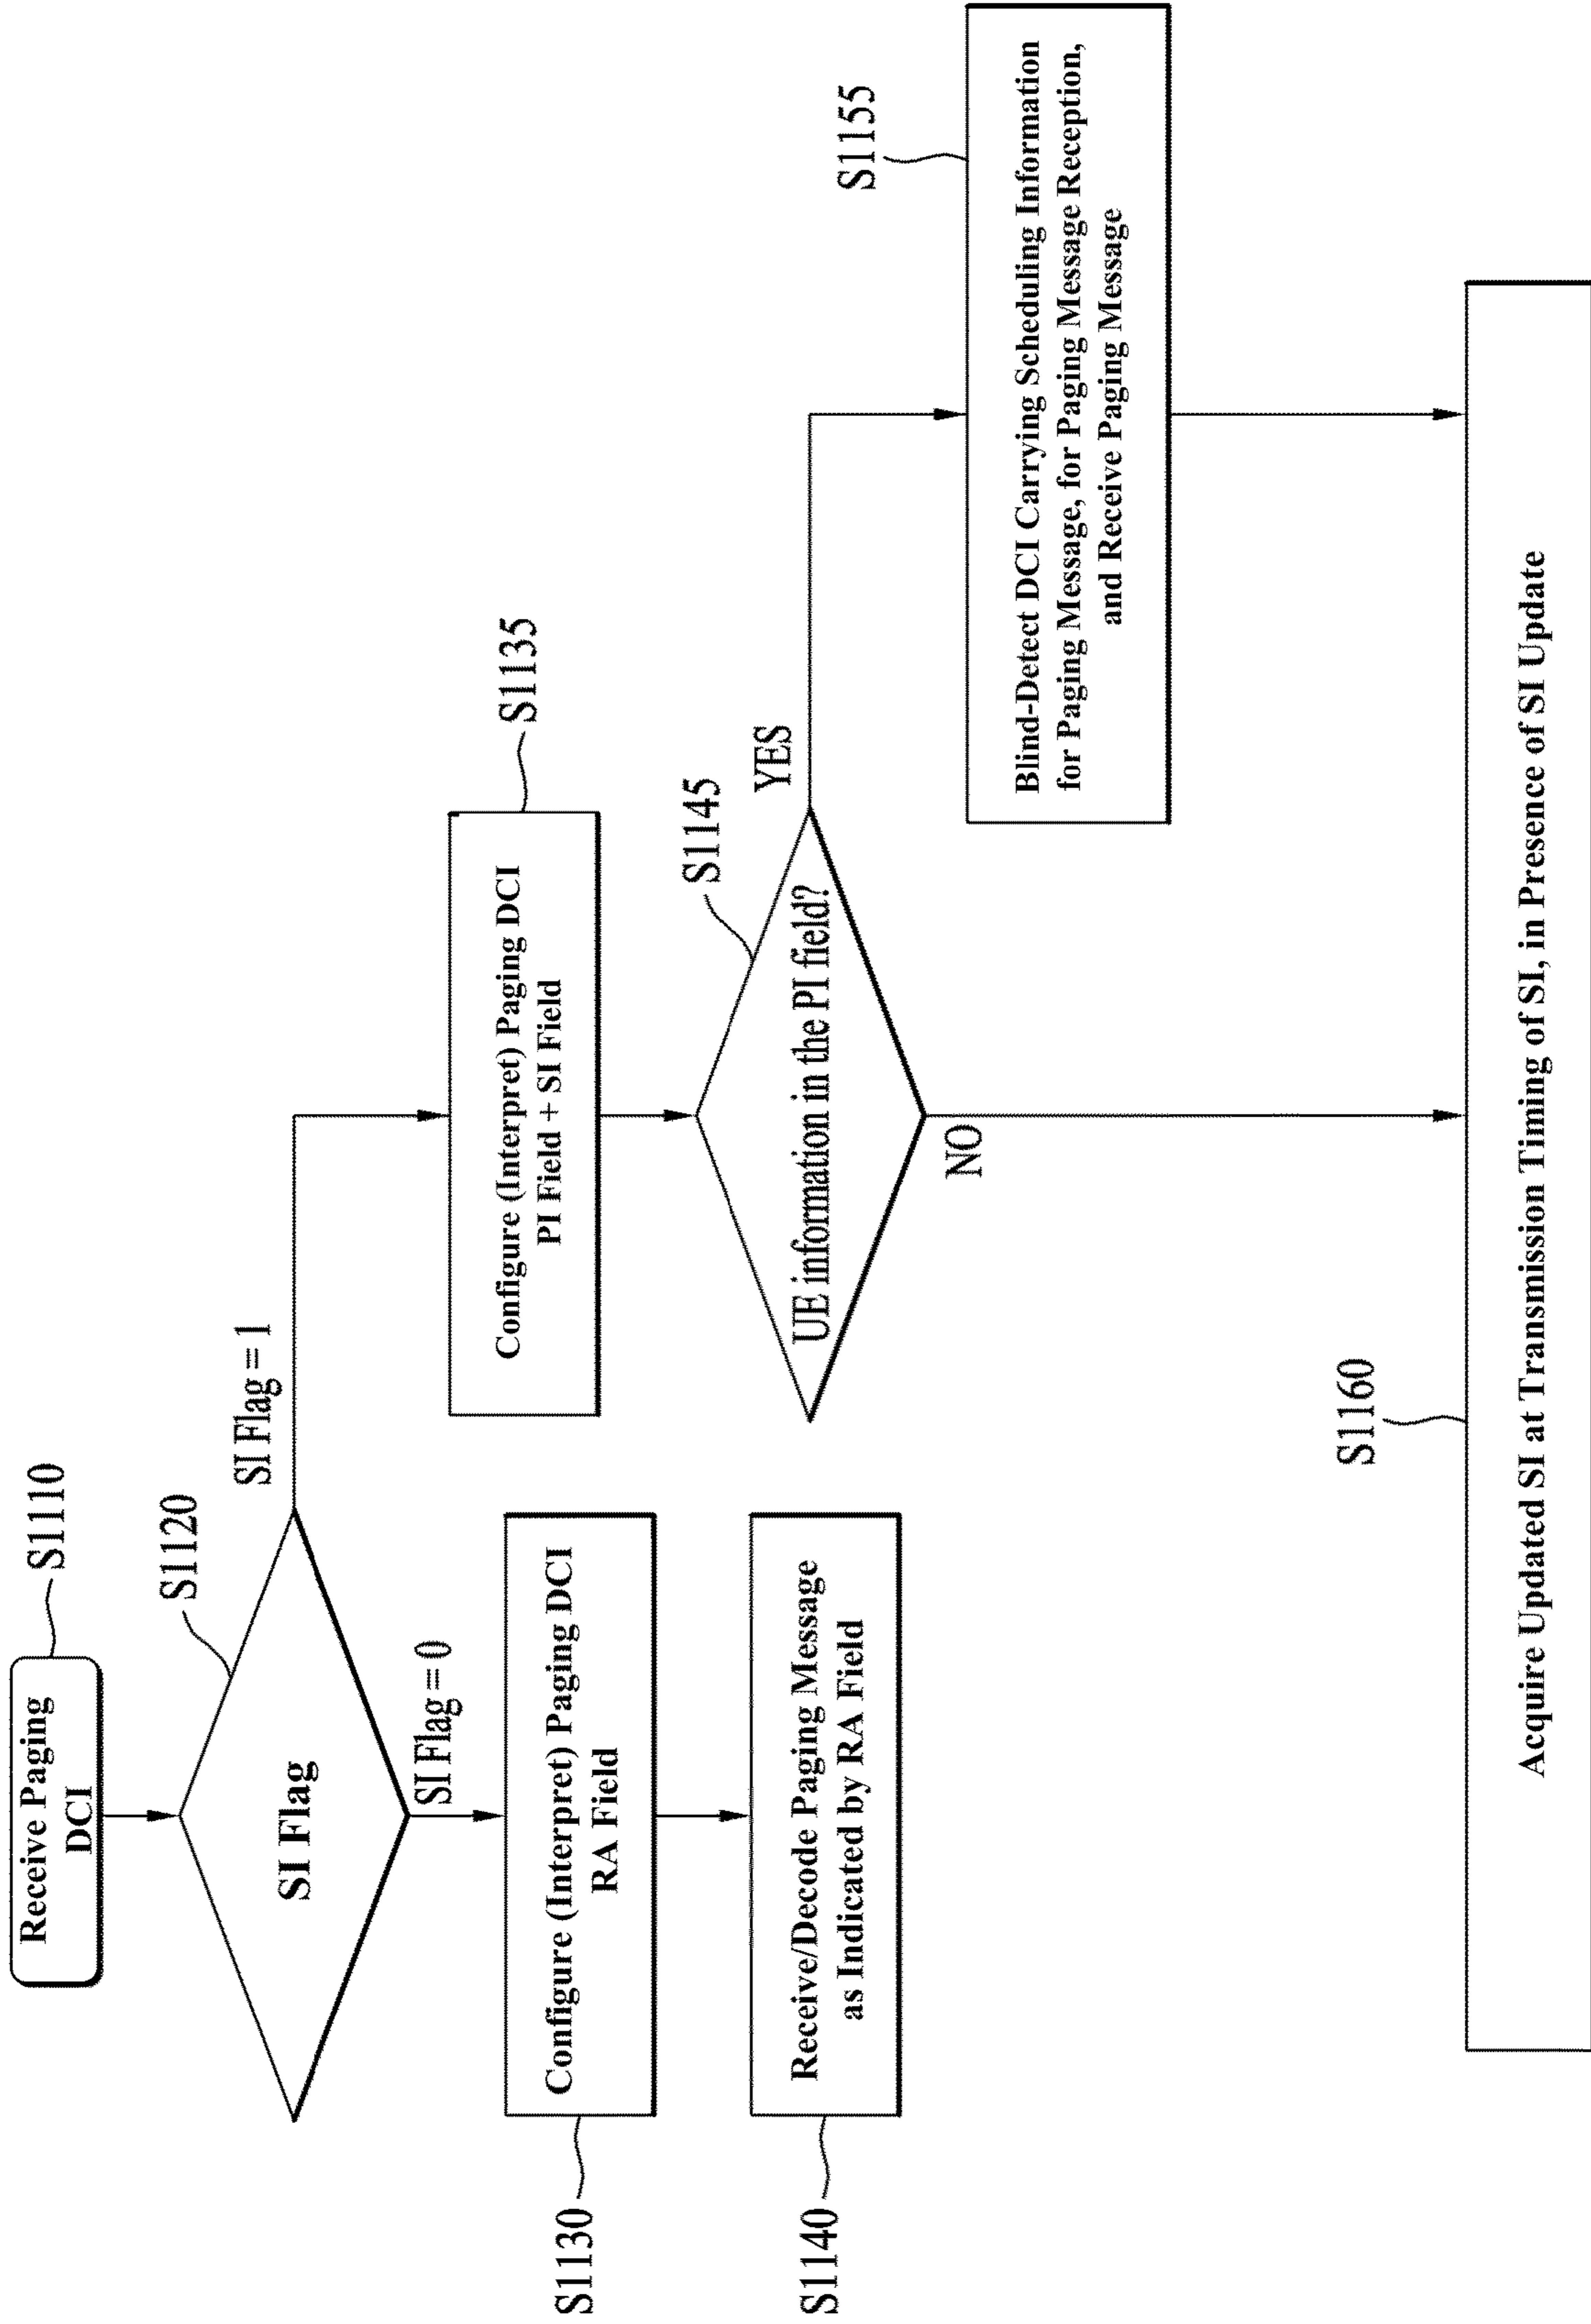 Receive Paging
DCI
S1110
SI Flag
S1120
SI Flag = 1
SI Flag = 0
Configure (Interpret) Paging DCI
RA Field
S1130
Configure (Interpret) Paging DCI
PI Field + SI Field
S1135
Receive/Decode Paging Message
as Indicated by RA Field
S1140
UE information in the PI field?
S1145
YES
NO
Blind-Detect DCI Carrying Scheduling Information
for Paging Message, for Paging Message Reception,
and Receive Paging Message
S1155
S1160
Acquire Updated SI at Transmission Timing of SI, in Presence of SI Update